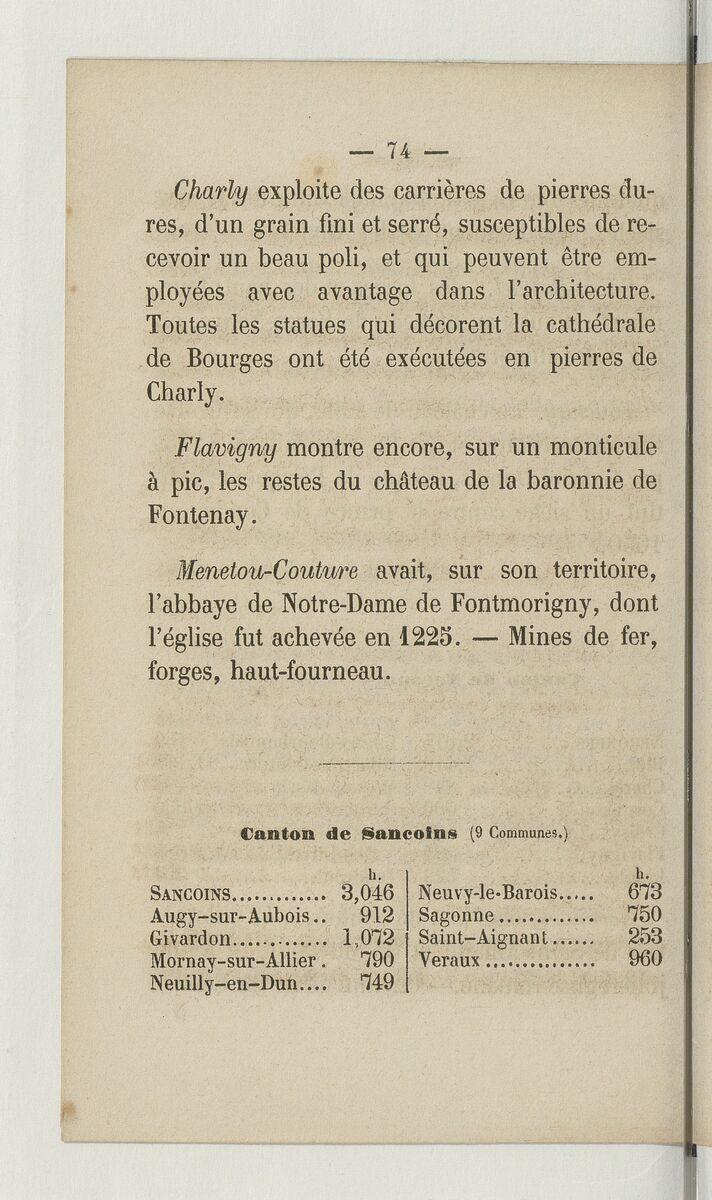 — 74 —
Charly exploite des carrières de pierres du-
res, d'un grain fini et serré, susceptibles de re-
cevoir un beau poli, et qui peuvent être em-
ployées avec avantage dans l'architecture.
Toutes les statues qui décorent la cathédrale
de Bourges ont été exécutées en pierres de
Charly.
Flavigny montre encore, sur un monticule
à pic, les restes du château de la baronnie de
Fontenay.
Menetou-Couture avait, sur son territoire,
l'abbaye de Notre-Dame de Fontmorigny, dont
l'église fut achevée en 1225. — Mines de fer,
forges, haut-fourneau.
Canton de Sancoins (9 Communes.)
h.
SANCOINS............. 3,046
Augy-sur-Aubois.. 912
Givardon............. 1,072
Mornay-sur-Allier. 790
Neuilly-en-Dun.... 749
h.
Neuvy-le-Barois..... 673
Sagonne............. 750
Saint-Aignant...... 253
Veraux............... 960